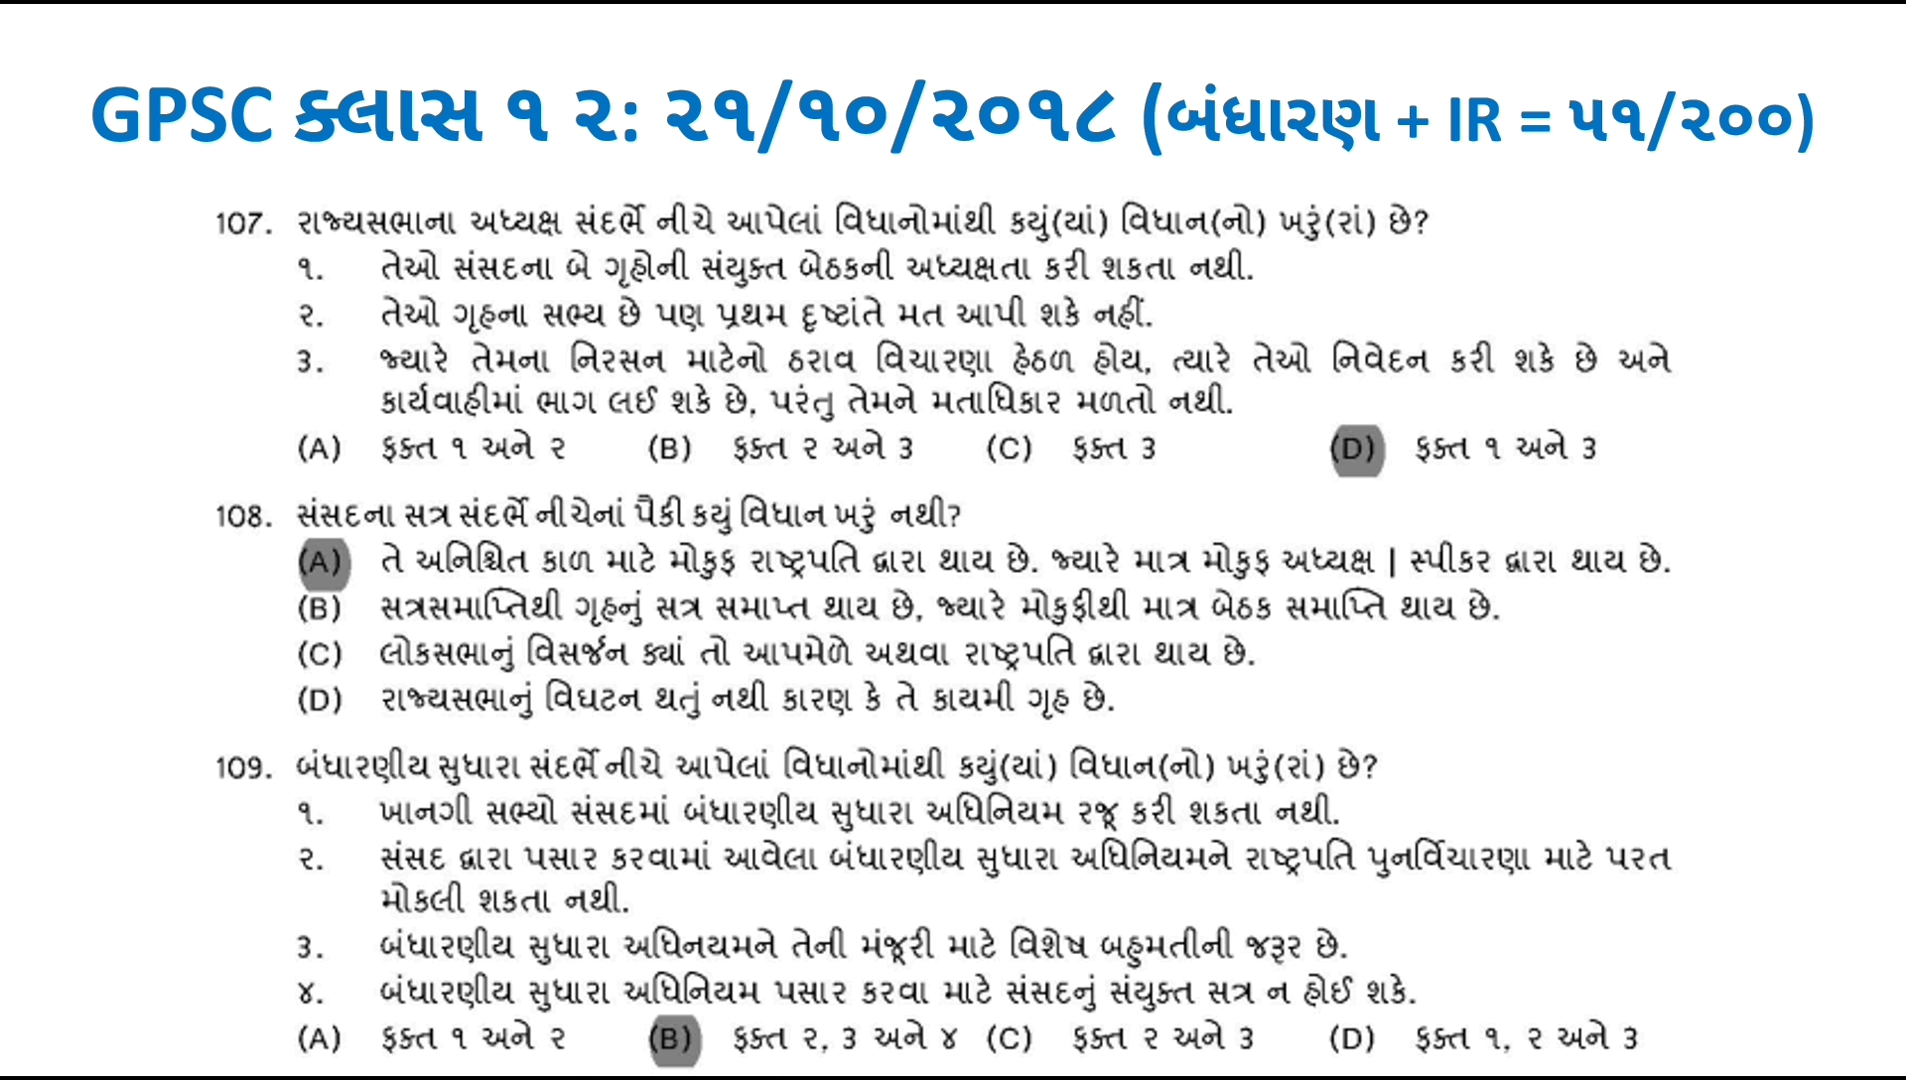 GPSC ક્લાસ ૧ ૨: ૨૧/૧૦/૨૦૧૮ (બંધારણ + IR = ૫૧/૨૦૦)
107. રાજ્યસભાના અધ્યક્ષ સંદર્ભે નીચે આપેલાં વિધાનોમાંથી કયું(યાં) વિધાન(નો) ખરું(રાં) છે?
૧. તેઓ સંસદના બે ગૃહોની સંયુક્ત બેઠકની અધ્યક્ષતા કરી શકતા નથી.
૨. તેઓ ગૃહના સભ્ય છે પણ પ્રથમ દૃષ્ટાંતે મત આપી શકે નહીં.
૩. જ્યારે તેમના નિરસન માટેનો ઠરાવ વિચારણા હેઠળ હોય, ત્યારે તેઓ નિવેદન કરી શકે છે અને
કાર્યવાહીમાં ભાગ લઈ શકે છે, પરંતુ તેમને મતાધિકાર મળતો નથી.
(A) ફક્ત ૧ અને ૨ (B) ફક્ત ૨ અને ૩ (C) ફક્ત ૩ (D) ફક્ત ૧ અને ૩
108. સંસદના સત્ર સંદર્ભે નીચેનાં પૈકી કયું વિધાન ખરું નથી?
(A) તે અનિશ્ચિત કાળ માટે મોકુફ રાષ્ટ્રપતિ દ્વારા થાય છે. જ્યારે માત્ર મોકુફ અધ્યક્ષ | સ્પીકર દ્વારા થાય છે.
(B) સત્રસમાપ્તિથી ગૃહનું સત્ર સમાપ્ત થાય છે, જ્યારે મોકુફીથી માત્ર બેઠક સમાપ્તિ થાય છે.
(C) લોકસભાનું વિસર્જન ક્યાં તો આપમેળે અથવા રાષ્ટ્રપતિ દ્વારા થાય છે.
(D) રાજ્યસભાનું વિઘટન થતું નથી કારણ કે તે કાયમી ગૃહ છે.
109. બંધારણીય સુધારા સંદર્ભે નીચે આપેલાં વિધાનોમાંથી કયું(યાં) વિધાન(નો) ખરું(રાં) છે?
૧. ખાનગી સભ્યો સંસદમાં બંધારણીય સુધારા અધિનિયમ રજૂ કરી શકતા નથી.
૨. સંસદ દ્વારા પસાર કરવામાં આવેલા બંધારણીય સુધારા અધિનિયમને રાષ્ટ્રપતિ પુનર્વિચારણા માટે પરત
મોકલી શકતા નથી.
૩. બંધારણીય સુધારા અધિનયમને તેની મંજૂરી માટે વિશેષ બહુમતીની જરૂર છે.
૪. બંધારણીય સુધારા અધિનિયમ પસાર કરવા માટે સંસદનું સંયુક્ત સત્ર ન હોઈ શકે.
(A) ફક્ત ૧ અને ૨ (B) ફક્ત ૨, ૩ અને ૪ (C) ફક્ત ૨ અને ૩ (D) ફક્ત ૧, ૨ અને ૩